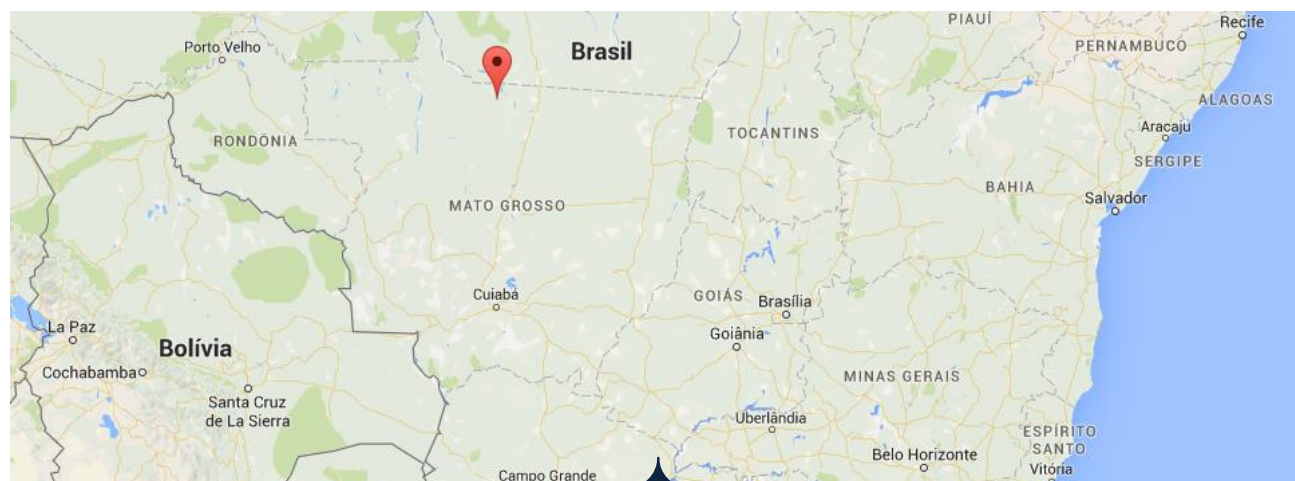 PIAUÍ
Recife
Porto Velho
Brasil
PERNAMBUCO
ALAGOAS
Aracaju
RONDÔNIA
TOCANTINS
SERGIPE
BAHIA
MATO GROSSO
Salvador
Cuiabá
GOIÁS
Brasília
La Paz
Goiânia
Bolívia
Cochabamba
MINAS GERAIS
Santa Cruz
de La Sierra
Uberlândia
ESPÍRITO
SANTO
Belo Horizonte
Vitória
Campo Grande